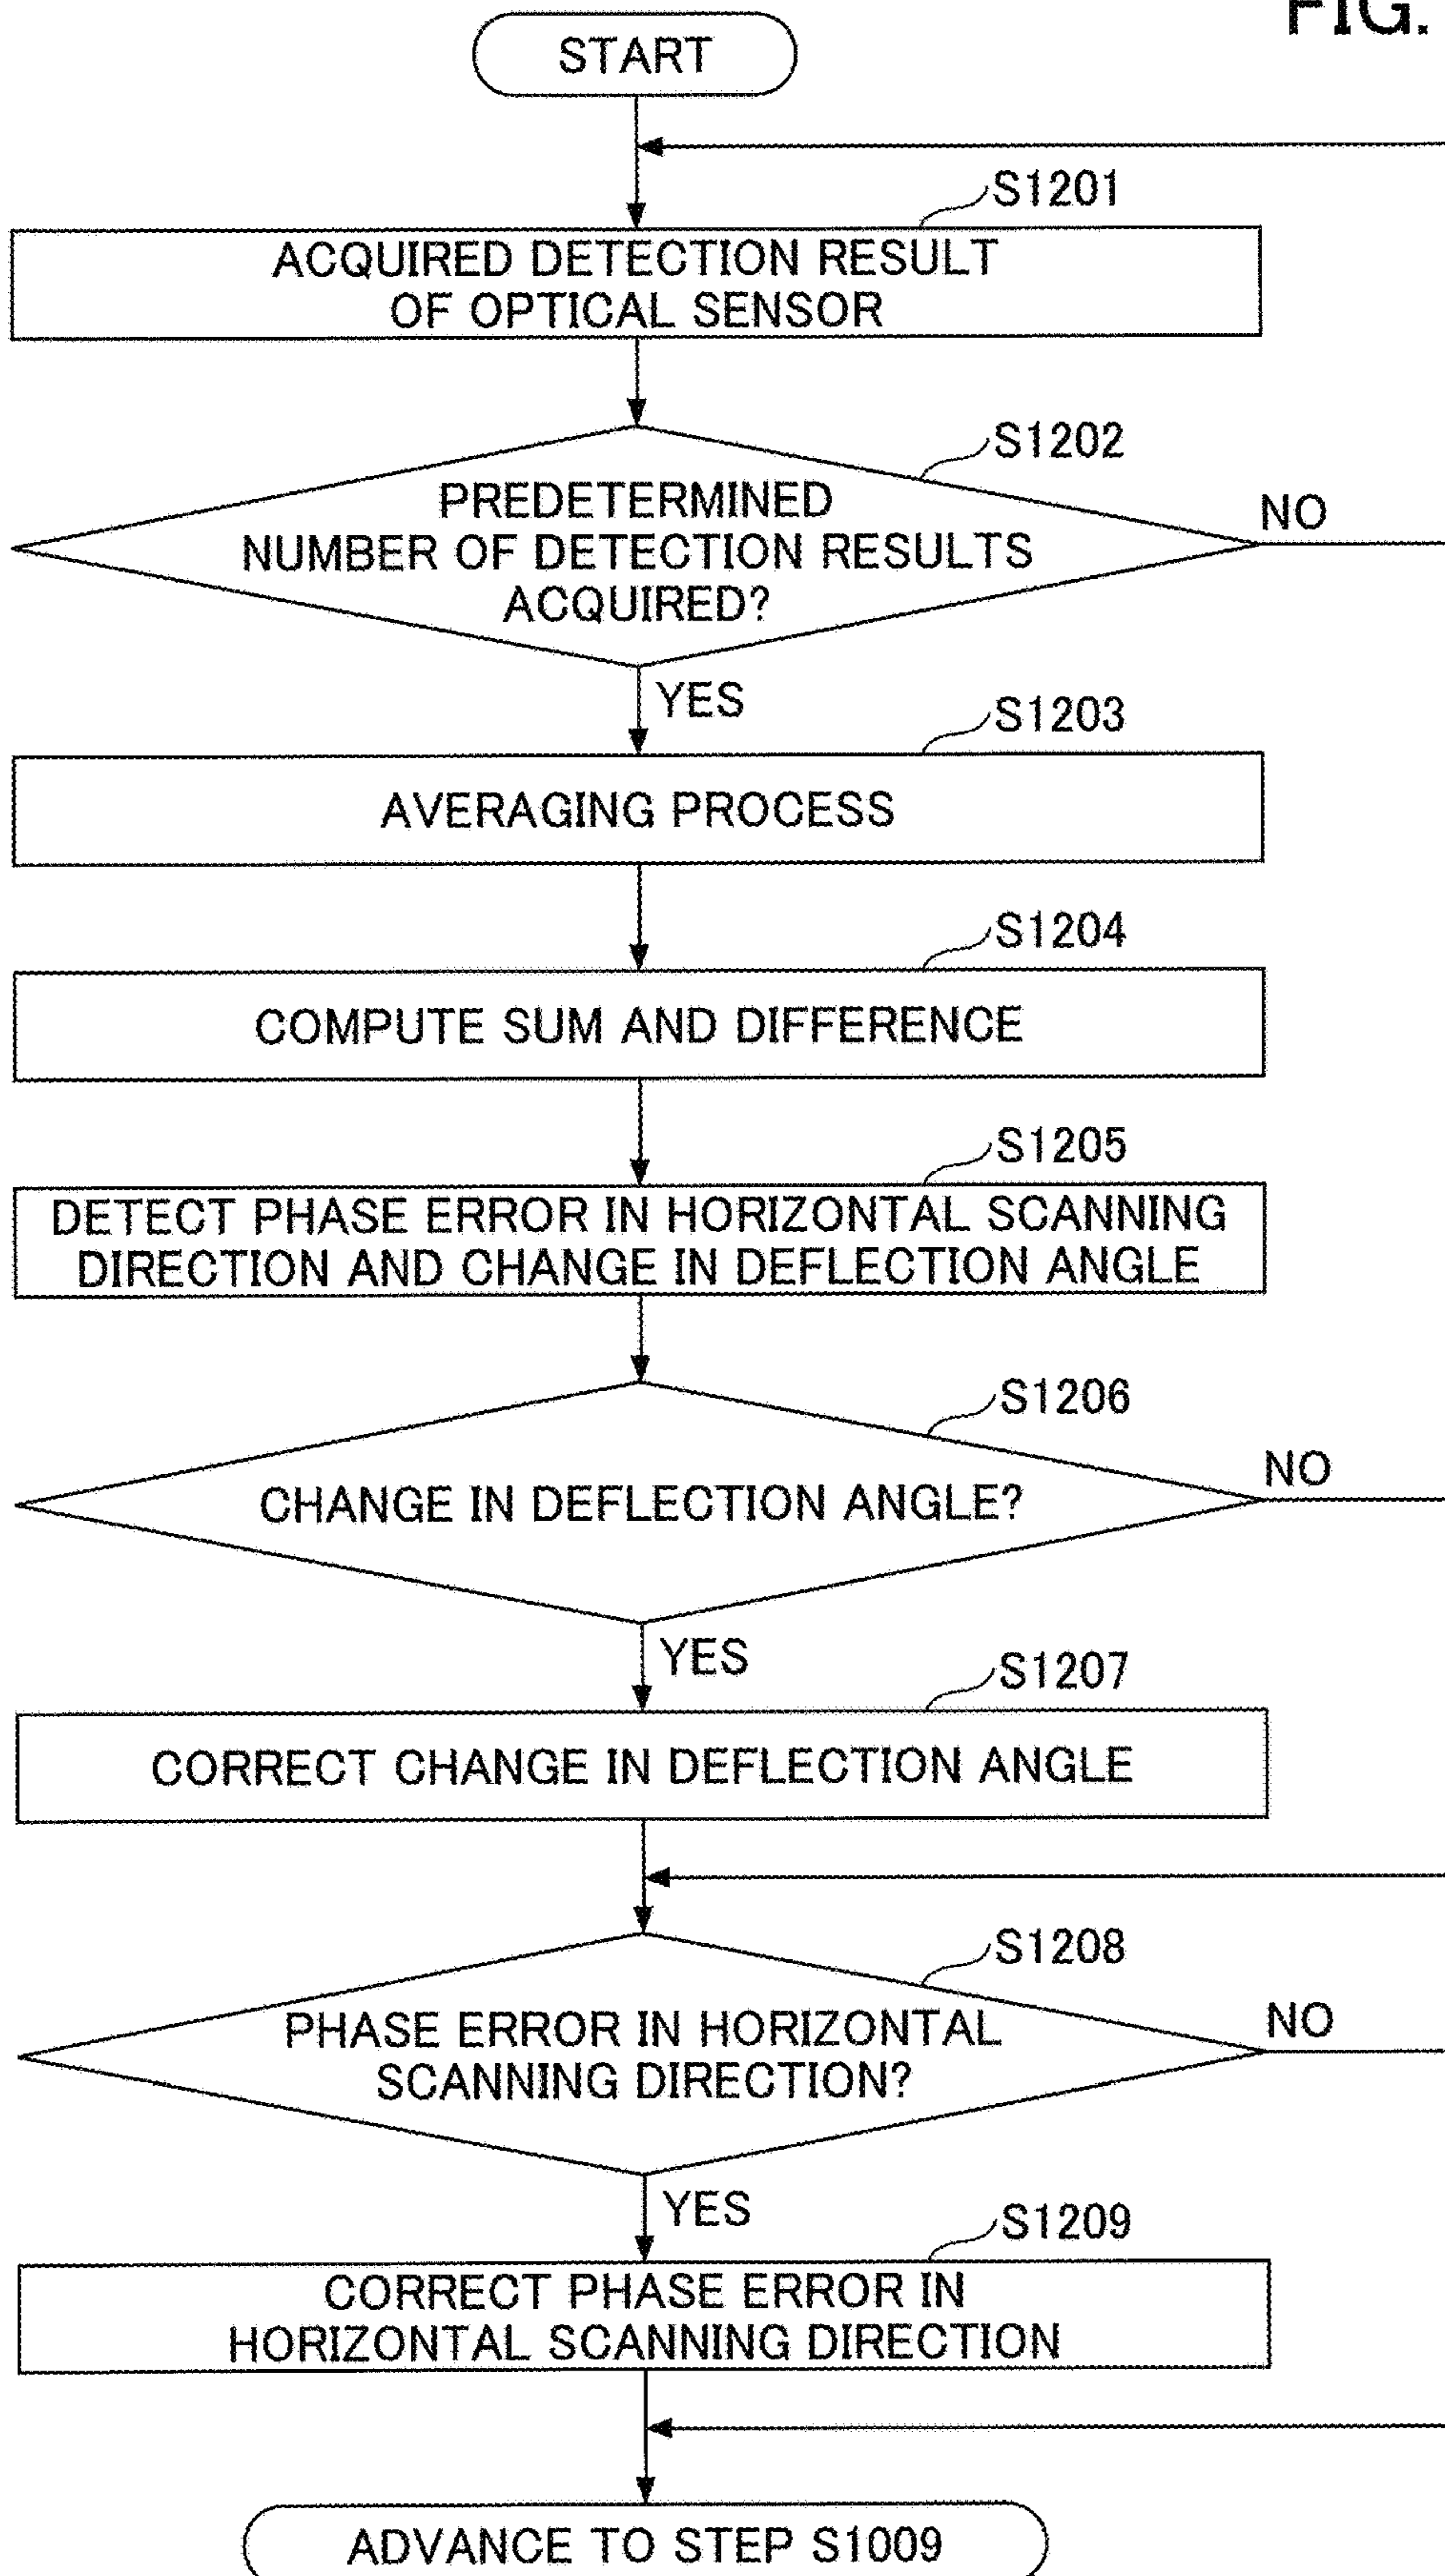 FIG.
START
S1201
ACQUIRED DETECTION RESULT
OF OPTICAL SENSOR
S1202
PREDETERMINED
NUMBER OF DETECTION RESULTS
ACQUIRED?
NO
YES
S1203
AVERAGING PROCESS
S1204
COMPUTE SUM AND DIFFERENCE
S1205
DETECT PHASE ERROR IN HORIZONTAL SCANNING
DIRECTION AND CHANGE IN DEFLECTION ANGLE
S1206
CHANGE IN DEFLECTION ANGLE?
NO
YES
S1207
CORRECT CHANGE IN DEFLECTION ANGLE
S1208
PHASE ERROR IN HORIZONTAL
SCANNING DIRECTION?
NO
YES
S1209
CORRECT PHASE ERROR IN
HORIZONTAL SCANNING DIRECTION
ADVANCE TO STEP S1009